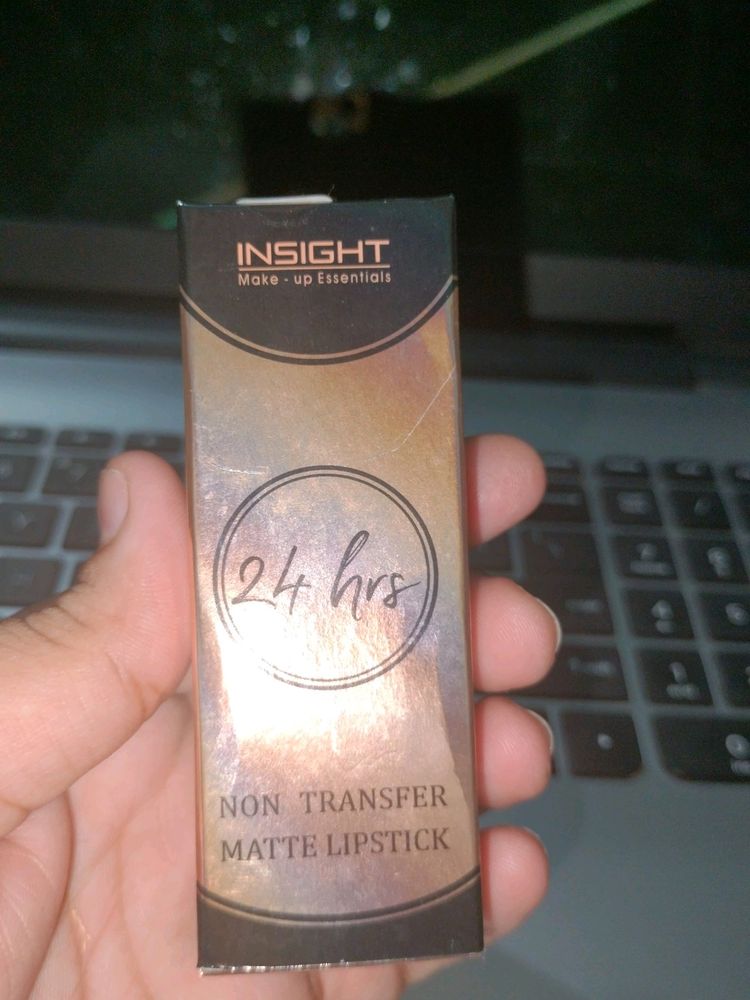 INSIGHT
Make - up Essentials
24 hrs
NON TRANSFER
MATTE LIPSTICK